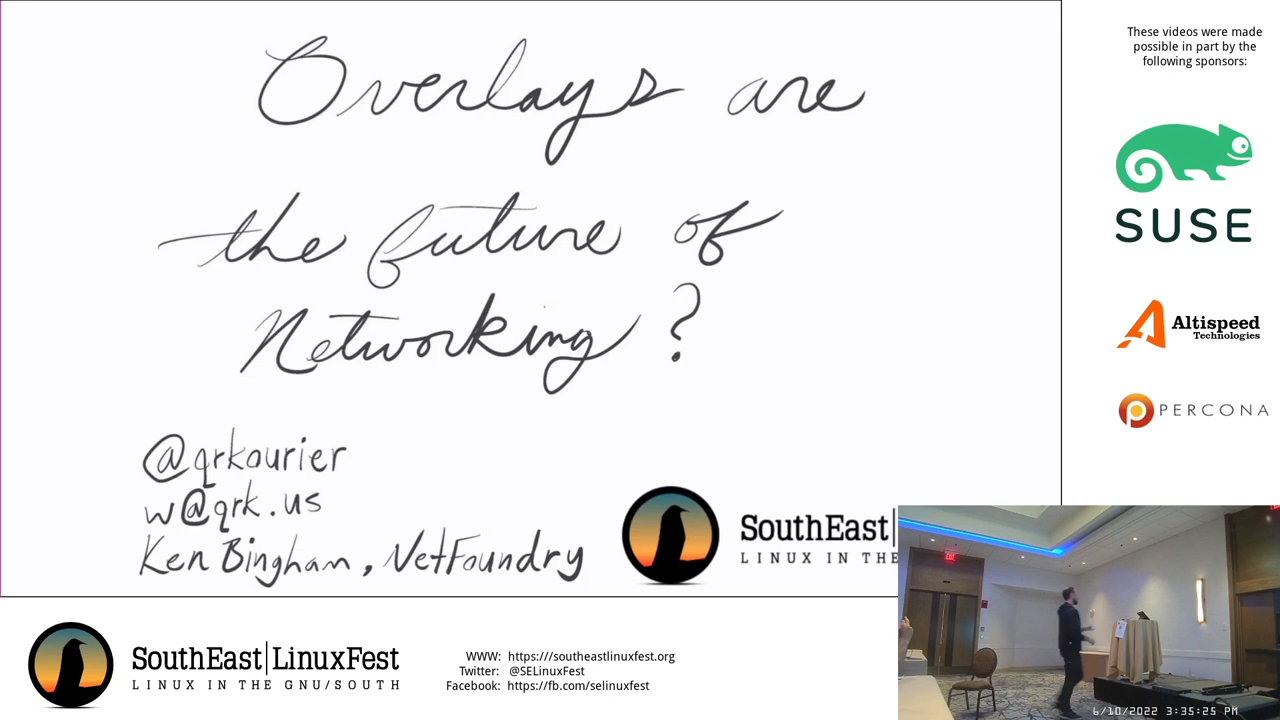 Overlays are
the future of
Networking?
@qrkourier
w@qrk.us
Ken Bingham, NetFoundry
SouthEast
LINUX IN THE
These videos were made
possible in part by the
following sponsors:
SUSE
Altispeed
Technologies
PERCONA
SouthEast|LinuxFest
LINUX IN THE GNU/SOUTH
WWW: https:///southeastlinuxfest.org
Twitter: @SELinuxFest
Facebook: https://fb.com/selinuxfest
6/10/2022 3:35:25 PM